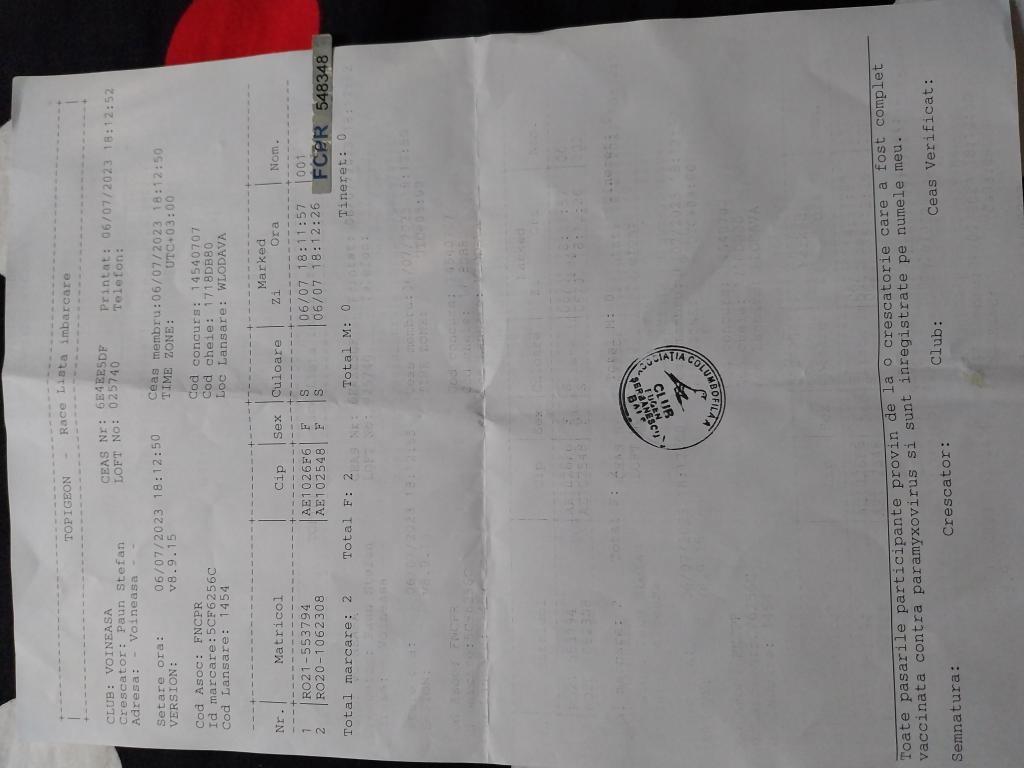 TOPIGEON - Race Lista imbarcare
CLUB: VOINEASA CEAS Nr: 6E4EE5DF Printat: 06/07/2023 18:12:52
Crescator: Paun Stefan LOFT No: 025740 Telefon:
Adresa: - Voineasa - -
Setare ora: 06/07/2023 18:12:50 Ceas membru:06/07/2023 18:12:50
VERSION: v8.9.15 TIME ZONE: UTC+03:00
Cod Asoc: FNCPR Cod concurs: 14540707
Id marcare:5CF6256C Cod cheie:1718DB80
Cod Lansare: 1454 Loc Lansare: WLODAVA
Marked
Nr.| Matricol | Cip |Sex| Culoare | Zi Ora | Nom.
1 |RO21-553794 |AE1026F6| F |S |06/07 18:11:57 |001
2 |RO20-1062308 |AE102548| F |S |06/07 18:12:26
FCPR 548348
Total marcare: 2 Total F: 2 Total M: 0 Tineret: 0
ASOCIATIA COLUMBOFILA
CLUB
Toate pasarile participante provin de la o crescatorie care a fost complet
vaccinata contra paramyxovirus si sunt inregistrate pe numele meu.
Semnatura: Crescator: Club: Ceas Verificat: